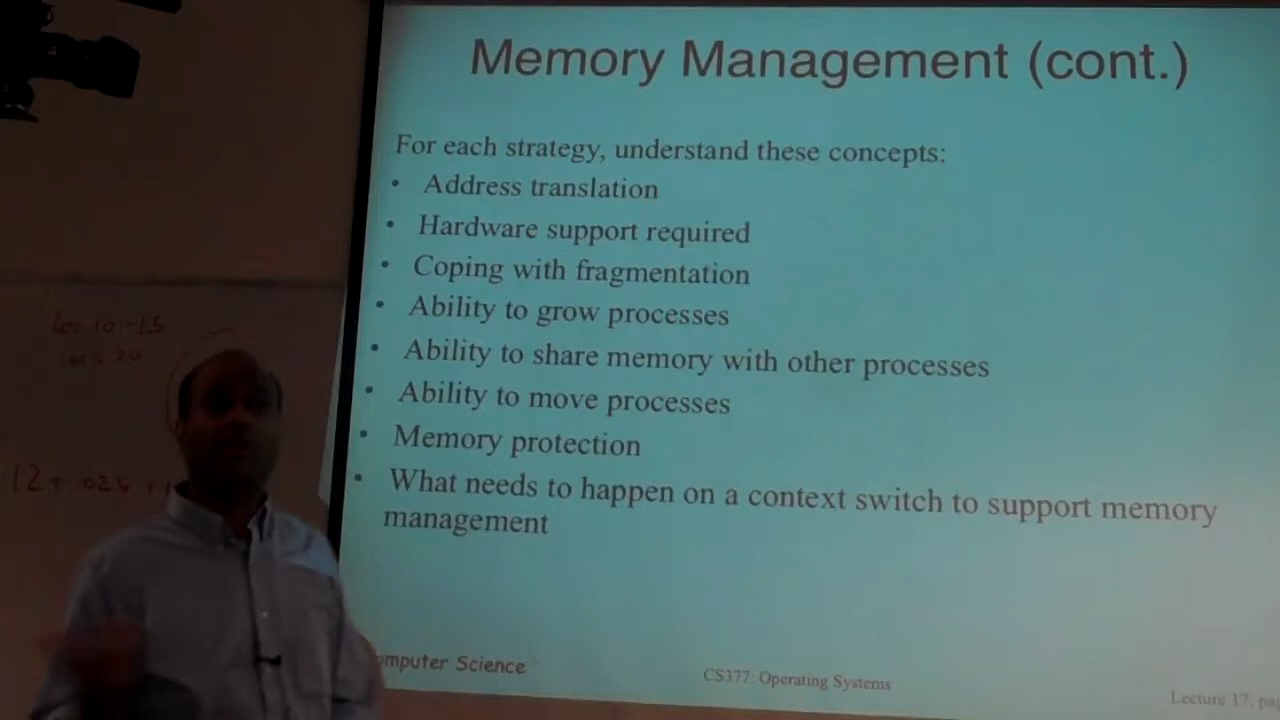 Memory Management (cont.)
For each strategy, understand these concepts:
• Address translation
• Hardware support required
• Coping with fragmentation
• Ability to grow processes
• Ability to share memory with other processes
• Ability to move processes
• Memory protection
• What needs to happen on a context switch to support memory
management
omputer Science
CS377: Operating Systems
Lecture 17,